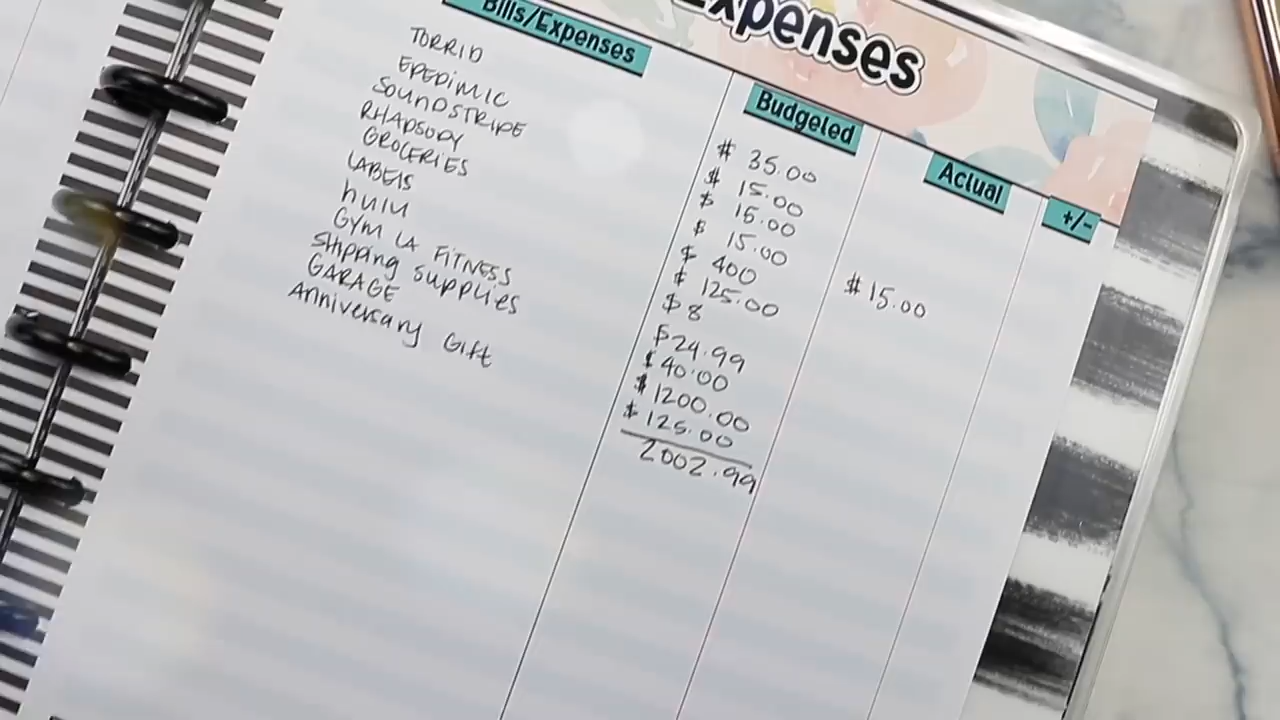 Expenses
Bills/Expenses Budgeted Actual +/-
TORRID $ 35.00
EPEDIMIC $ 15.00
SOUNDSTRIPE $ 15.00
RHAPSODY $ 15.00 $15.00
GROCERIES $ 400
LABELS $ 125.00
hulu $ 8
GYM LA FITNESS $24.99
Shipping Supplies $ 40.00
GARAGE $1200.00
Anniversary Gift $ 125.00
2002.99